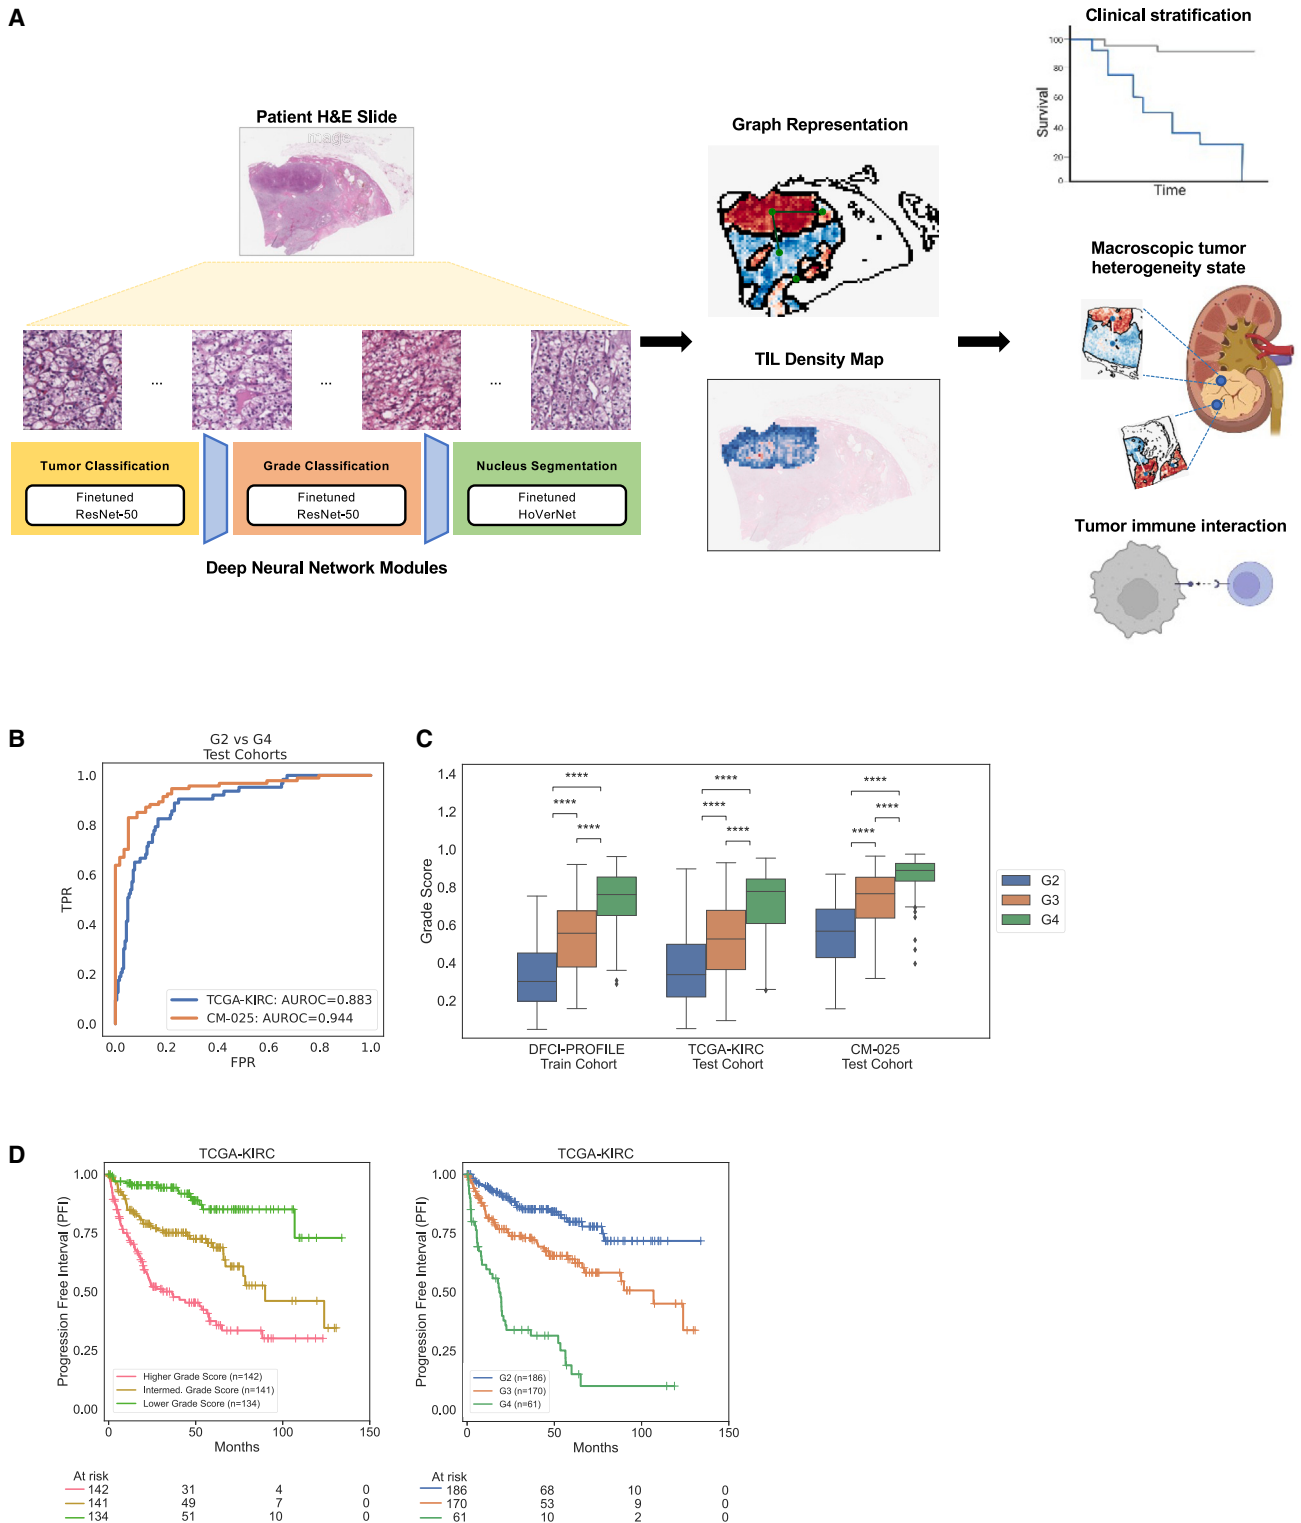 A
Patient H&E Slide
Graph Representation
Clinical stratification
100
80
60
40
20
0
Survival
Time
Macroscopic tumor
heterogeneity state
TIL Density Map
...
...
...
Tumor Classification
Finetuned
ResNet-50
Grade Classification
Finetuned
ResNet-50
Nucleus Segmentation
Finetuned
HoVerNet
Deep Neural Network Modules
Tumor immune interaction
B
G2 vs G4
Test Cohorts
1.0
0.8
0.6
0.4
0.2
0.0
TPR
TCGA-KIRC: AUROC=0.883
CM-025: AUROC=0.944
0.0 0.2 0.4 0.6 0.8 1.0
FPR
C
1.4
1.2
1.0
0.8
0.6
0.4
0.2
Grade Score
****
****
****
****
****
****
****
****
****
DFCI-PROFILE
Train Cohort
TCGA-KIRC
Test Cohort
CM-025
Test Cohort
G2
G3
G4
D
TCGA-KIRC
1.00
0.75
0.50
0.25
0.00
Progression Free Interval (PFI)
Higher Grade Score (n=142)
Intermed. Grade Score (n=141)
Lower Grade Score (n=134)
0 50 100 150
Months
At risk
142 31 4 0
141 49 7 0
134 51 10 0
TCGA-KIRC
1.00
0.75
0.50
0.25
0.00
Progression Free Interval (PFI)
G2 (n=186)
G3 (n=170)
G4 (n=61)
0 50 100 150
Months
At risk
186 68 10 0
170 53 9 0
61 10 2 0